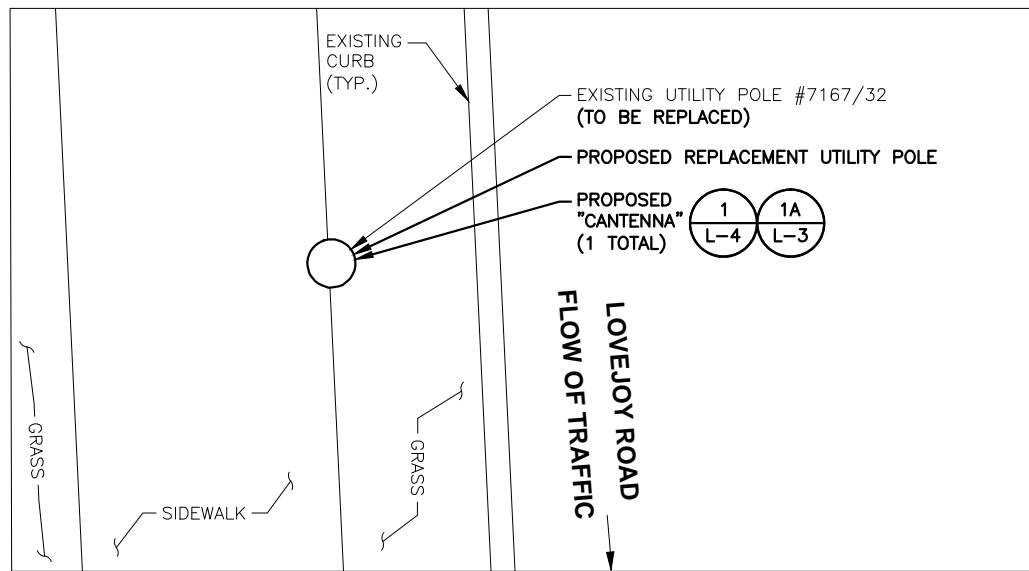 EXISTING
CURB
(TYP.)
EXISTING UTILITY POLE #7167/32
(TO BE REPLACED)
PROPOSED REPLACEMENT UTILITY POLE
PROPOSED
"CANTENNA"
(1 TOTAL)
1
L-4
1A
L-3
LOVEJOY ROAD
FLOW OF TRAFFIC
GRASS
SIDEWALK
GRASS